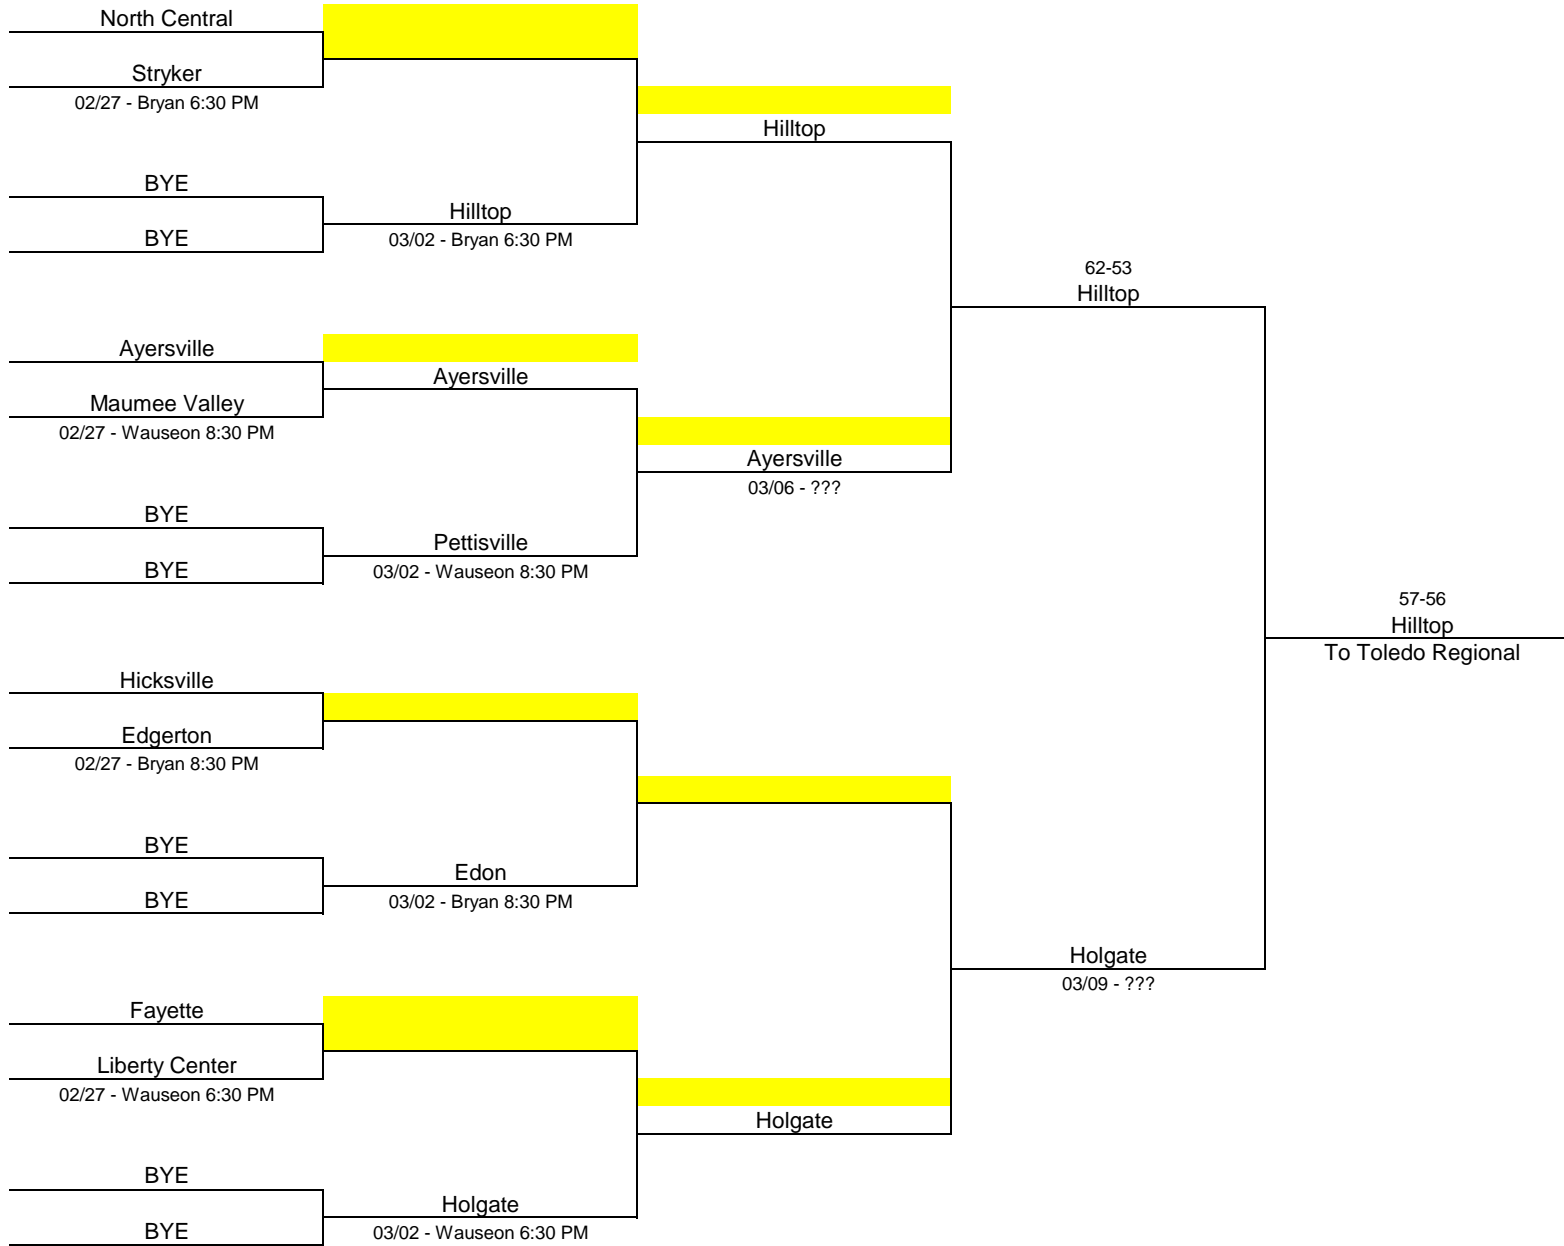 North Central
Stryker
02/27 - Bryan 6:30 PM
BYE
BYE
Hilltop
03/02 - Bryan 6:30 PM
Hilltop
Ayersville
Maumee Valley
02/27 - Wauseon 8:30 PM
Ayersville
BYE
BYE
Pettisville
03/02 - Wauseon 8:30 PM
Ayersville
03/06 - ???
62-53
Hilltop
Hicksville
Edgerton
02/27 - Bryan 8:30 PM
BYE
BYE
Edon
03/02 - Bryan 8:30 PM
Fayette
Liberty Center
02/27 - Wauseon 6:30 PM
BYE
BYE
Holgate
03/02 - Wauseon 6:30 PM
Holgate
Holgate
03/09 - ???
57-56
Hilltop
To Toledo Regional